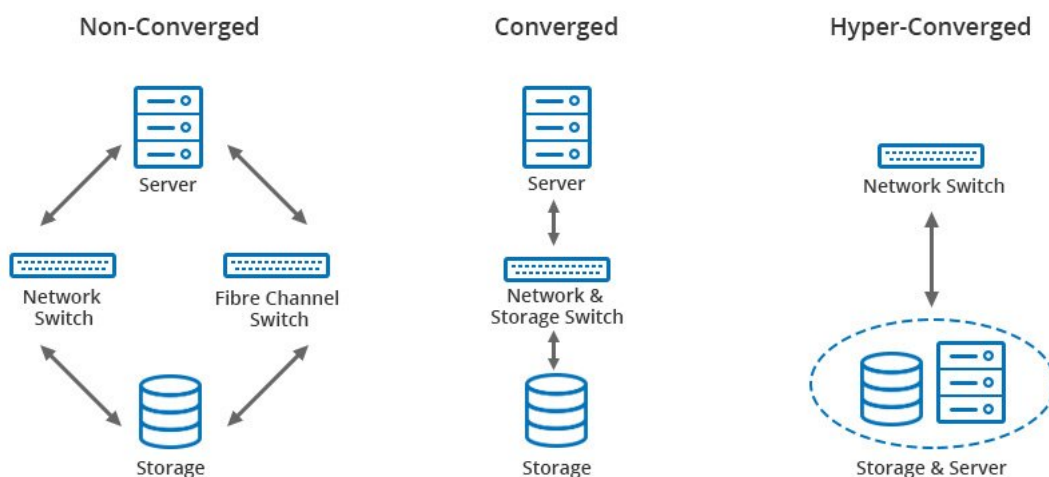 Non-Converged
Server
Network
Switch
Fibre Channel
Switch
Storage
Converged
Server
Network &
Storage Switch
Storage
Hyper-Converged
Network Switch
Storage & Server